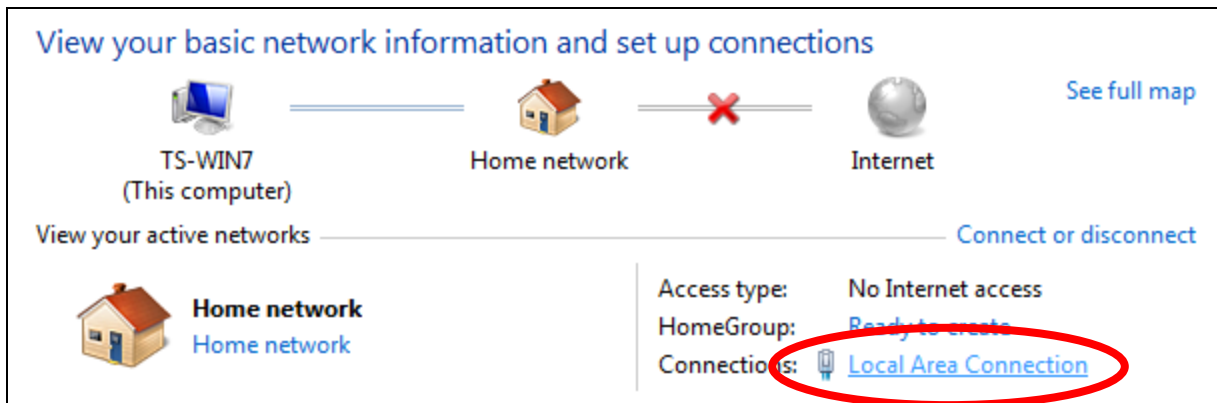 View your basic network information and set up connections
See full map
TS-WIN7
(This computer)
Home network
Internet
View your active networks
Connect or disconnect
Home network
Home network
Access type: No Internet access
HomeGroup: Ready to create
Connections: Local Area Connection